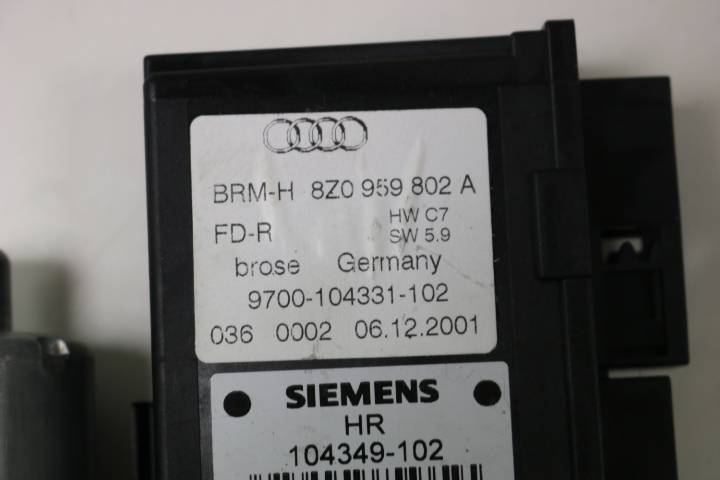 BRM-H 8Z0 959 802 A
FD-R HW C7
SW 5.9
brose Germany
9700-104331-102
036 0002 06.12.2001
SIEMENS
HR
104349-102